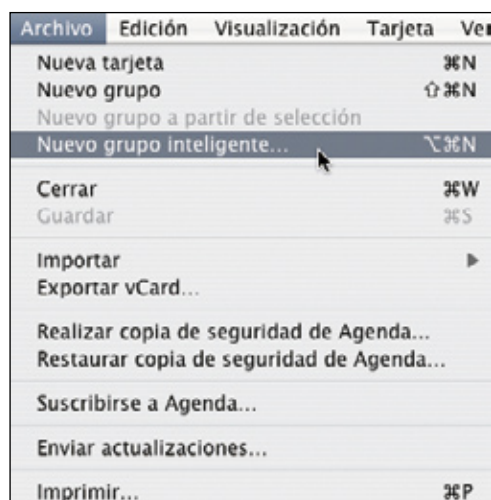 Archivo Edición Visualización Tarjeta
Nueva tarjeta ⌘N
Nuevo grupo ⇧⌘N
Nuevo grupo a partir de selección
Nuevo grupo inteligente... ⌥⌘N
Cerrar ⌘W
Guardar ⌘S
Importar ▶
Exportar vCard...
Realizar copia de seguridad de Agenda...
Restaurar copia de seguridad de Agenda...
Suscribirse a Agenda...
Enviar actualizaciones...
Imprimir... ⌘P